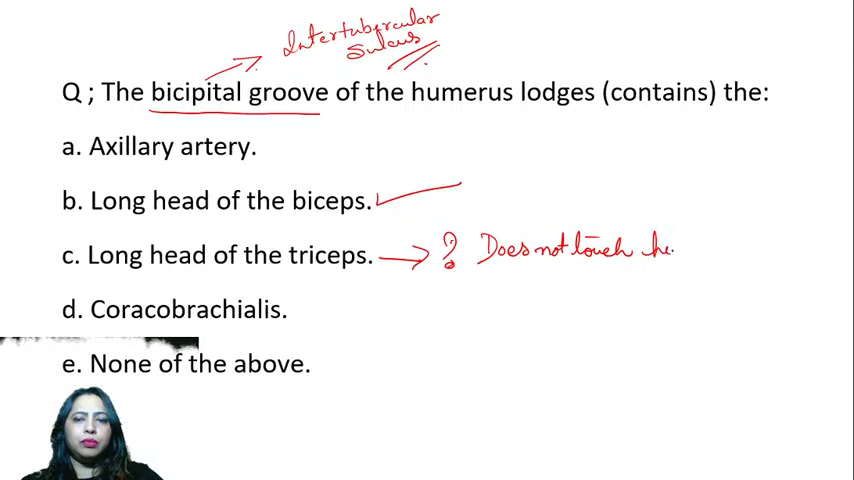 Intertubercular
Sulcus
Q ; The bicipital groove of the humerus lodges (contains) the:
a. Axillary artery.
b. Long head of the biceps.
c. Long head of the triceps. → ? Does not touch he
d. Coracobrachialis.
e. None of the above.